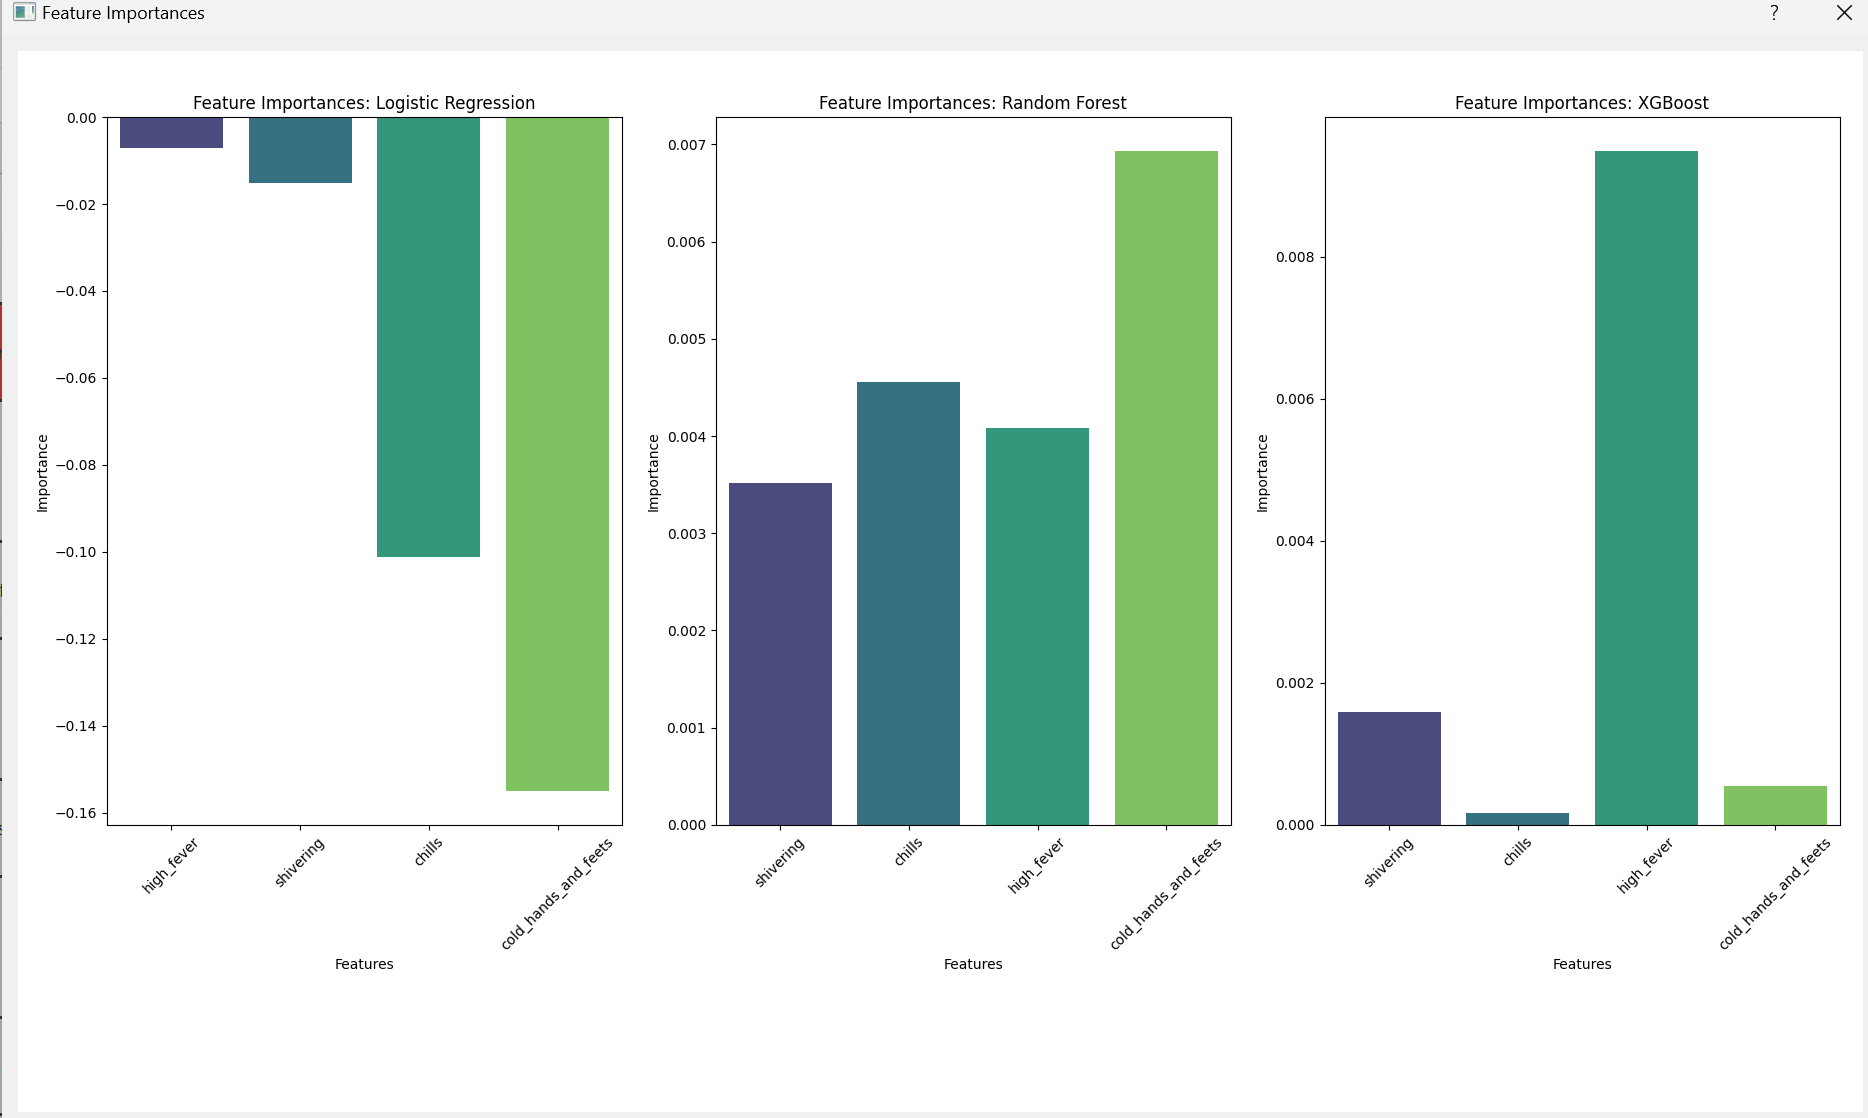 Feature Importances
?
Feature Importances: Logistic Regression
0.00
−0.02
−0.04
−0.06
−0.08
−0.10
−0.12
−0.14
−0.16
Importance
high_fever
shivering
chills
cold_hands_and_feets
Features
Feature Importances: Random Forest
0.007
0.006
0.005
0.004
0.003
0.002
0.001
0.000
Importance
shivering
chills
high_fever
cold_hands_and_feets
Features
Feature Importances: XGBoost
0.008
0.006
0.004
0.002
0.000
Importance
shivering
chills
high_fever
cold_hands_and_feets
Features